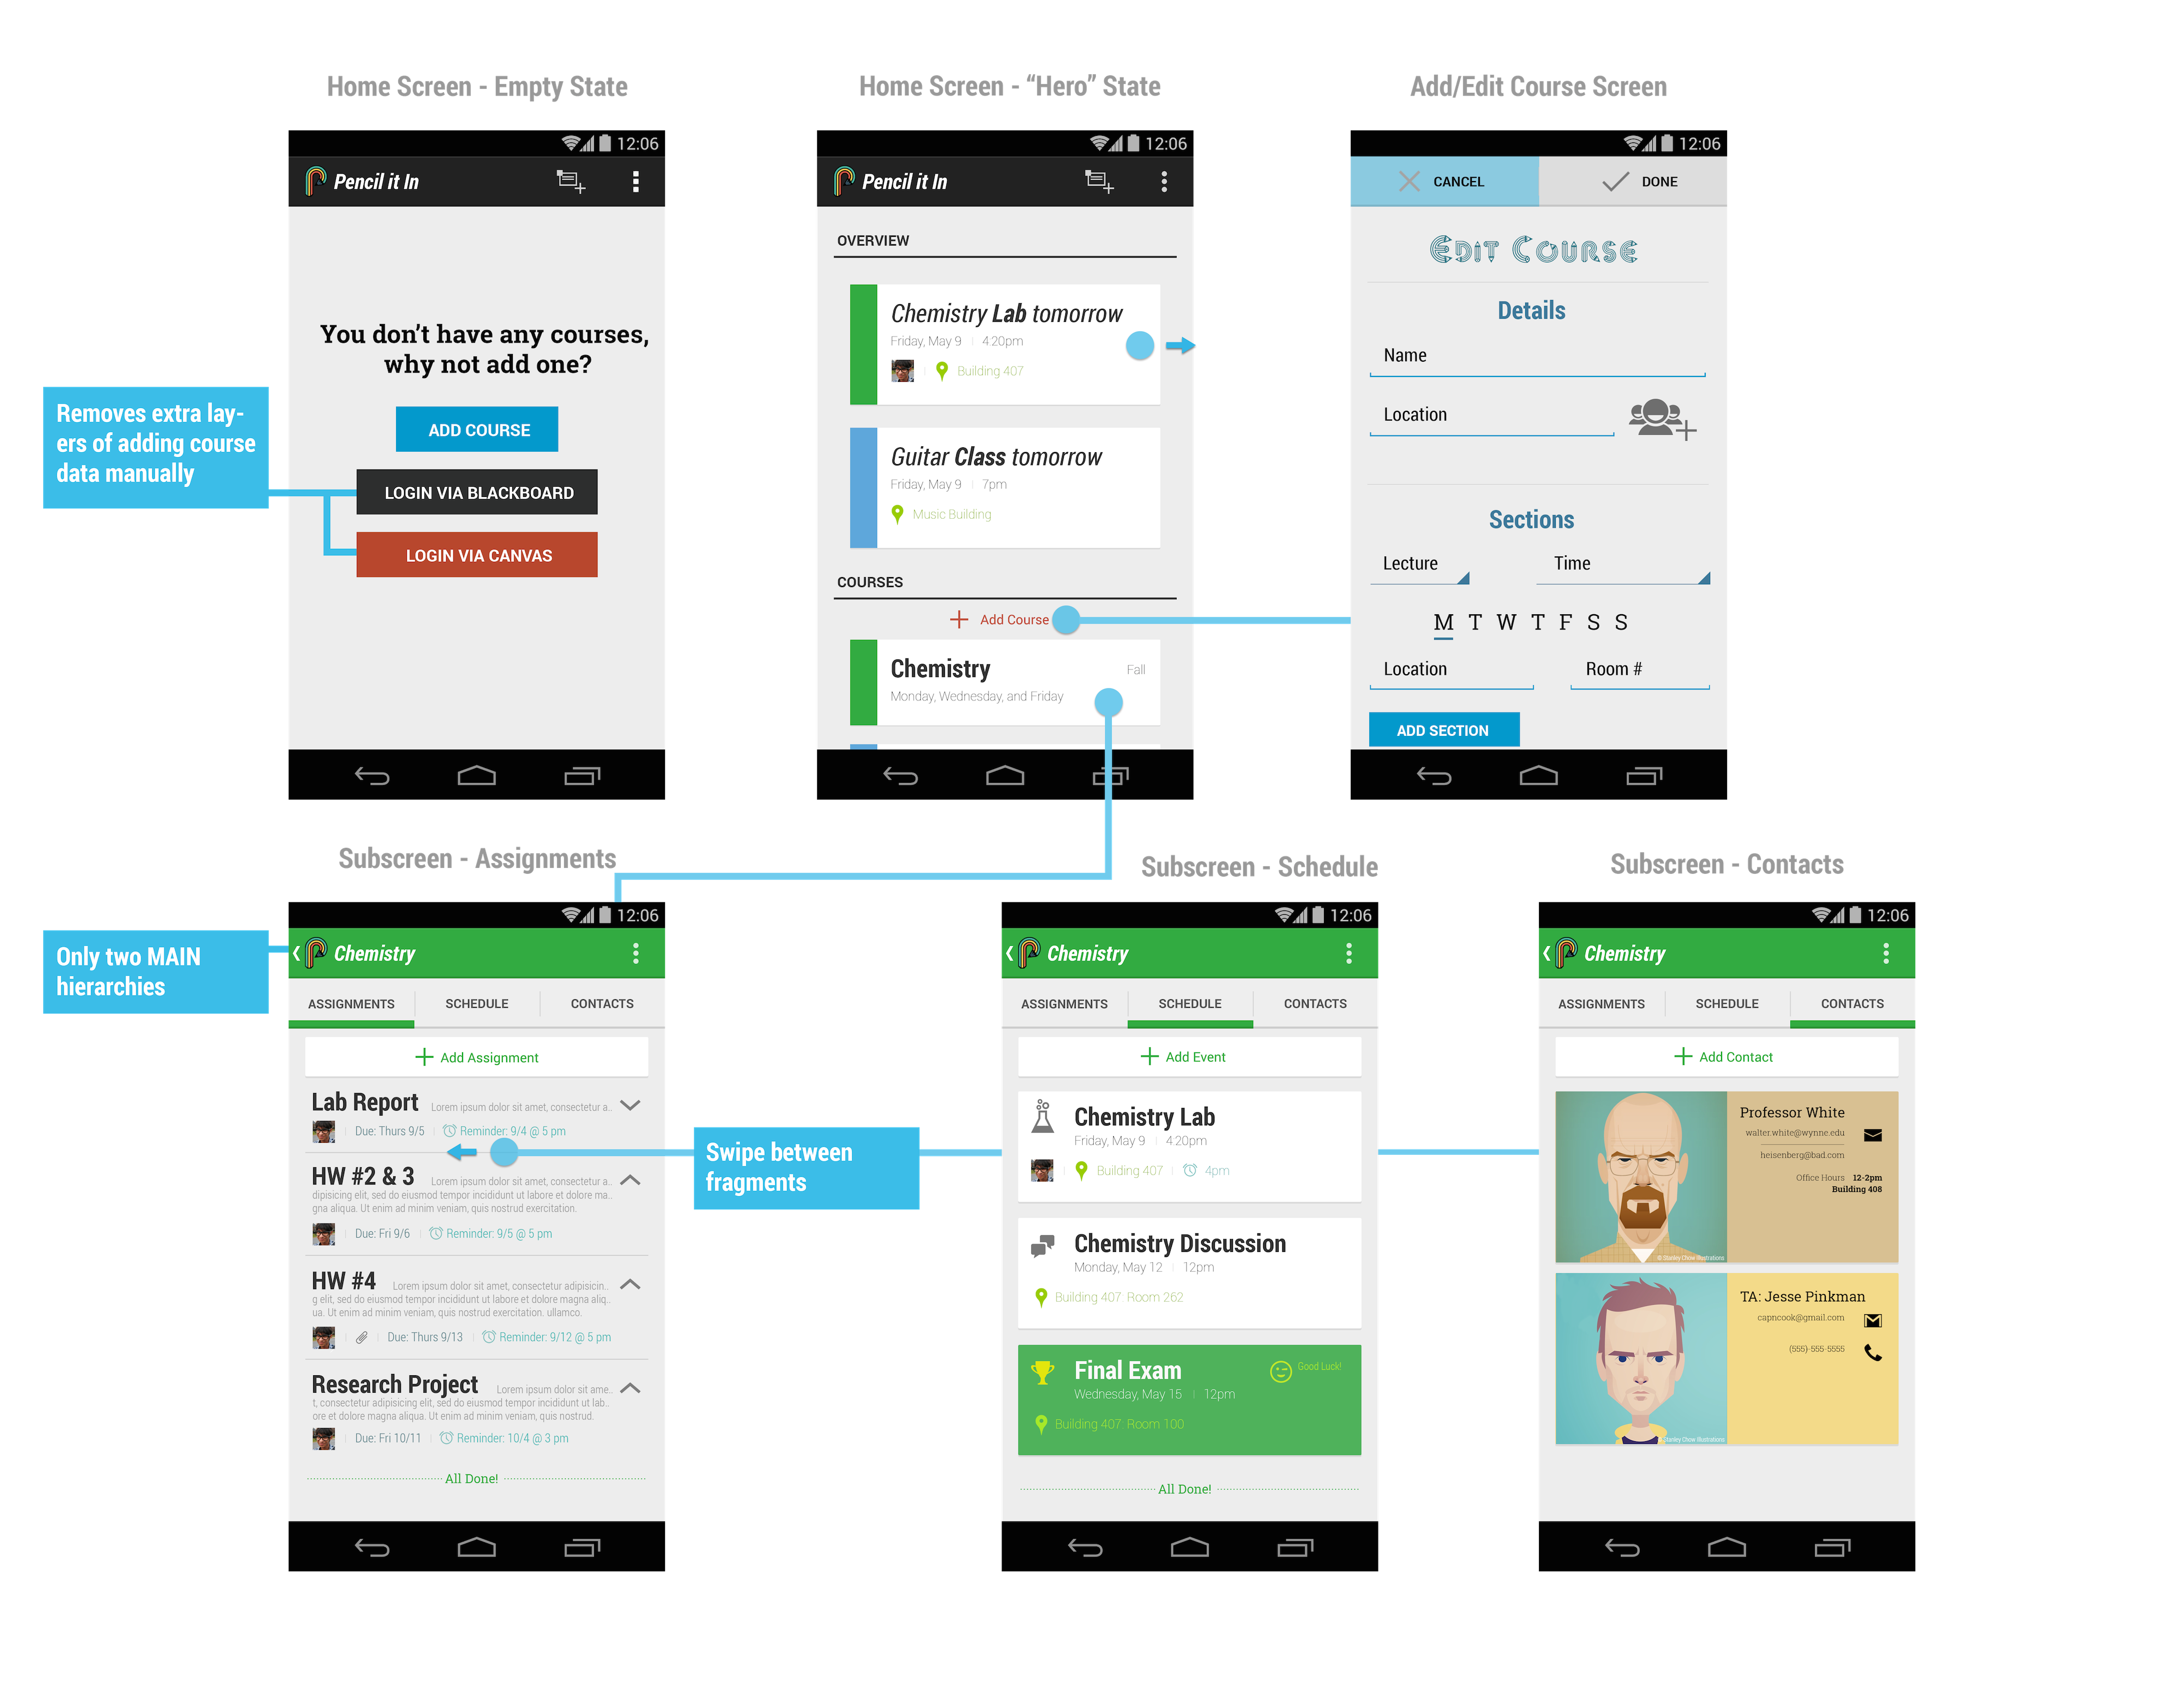 Home Screen - Empty State
12:06
Pencil it In
You don't have any courses,
why not add one?
ADD COURSE
LOGIN VIA BLACKBOARD
LOGIN VIA CANVAS
Removes extra lay-
ers of adding course
data manually
Home Screen - “Hero” State
12:06
Pencil it In
OVERVIEW
Chemistry Lab tomorrow
Friday, May 9 | 4:20pm
Building 407
Guitar Class tomorrow
Friday, May 9 | 7pm
Music Building
COURSES
Add Course
Chemistry
Fall
Monday, Wednesday, and Friday
Add/Edit Course Screen
12:06
CANCEL
DONE
EDIT COURSE
Details
Name
Location
Sections
Lecture
Time
M T W T F S S
Location
Room #
ADD SECTION
Subscreen - Assignments
Only two MAIN
hierarchies
12:06
Chemistry
ASSIGNMENTS
SCHEDULE
CONTACTS
Add Assignment
Lab Report Lorem ipsum dolor sit amet, consectetur a..
Due: Thurs 9/5 | Reminder: 9/4 @ 5 pm
HW #2 & 3 Lorem ipsum dolor sit amet, consectetur a..
dipisicing elit, sed do eiusmod tempor incididunt ut labore et dolore ma..
gna aliqua. Ut enim ad minim veniam, quis nostrud exercitation.
Due: Fri 9/6 | Reminder: 9/5 @ 5 pm
HW #4 Lorem ipsum dolor sit amet, consectetur adipisicin..
g elit, sed do eiusmod tempor incididunt ut labore et dolore magna aliq..
ua. Ut enim ad minim veniam, quis nostrud exercitation. ullamco.
Due: Thurs 9/13 | Reminder: 9/12 @ 5 pm
Research Project Lorem ipsum dolor sit ame..
t, consectetur adipisicing elit, sed do eiusmod tempor incididunt ut lab..
ore et dolore magna aliqua. Ut enim ad minim veniam, quis nostrud.
Due: Fri 10/11 | Reminder: 10/4 @ 3 pm
All Done!
Swipe between
fragments
Subscreen - Schedule
12:06
Chemistry
ASSIGNMENTS
SCHEDULE
CONTACTS
Add Event
Chemistry Lab
Friday, May 9 | 4:20pm
Building 407 | 4pm
Chemistry Discussion
Monday, May 12 | 12pm
Building 407 Room 262
Final Exam
Good Luck!
Wednesday, May 15 | 12pm
Building 407 Room 100
All Done!
Subscreen - Contacts
12:06
Chemistry
ASSIGNMENTS
SCHEDULE
CONTACTS
Add Contact
Professor White
walter.white@wynne.edu
heisenberg@bad.com
Office Hours 12-2pm
Building 408
© Stanley Chow Illustrations
TA: Jesse Pinkman
capncook@gmail.com
(555)-555-5555
Stanley Chow Illustrations